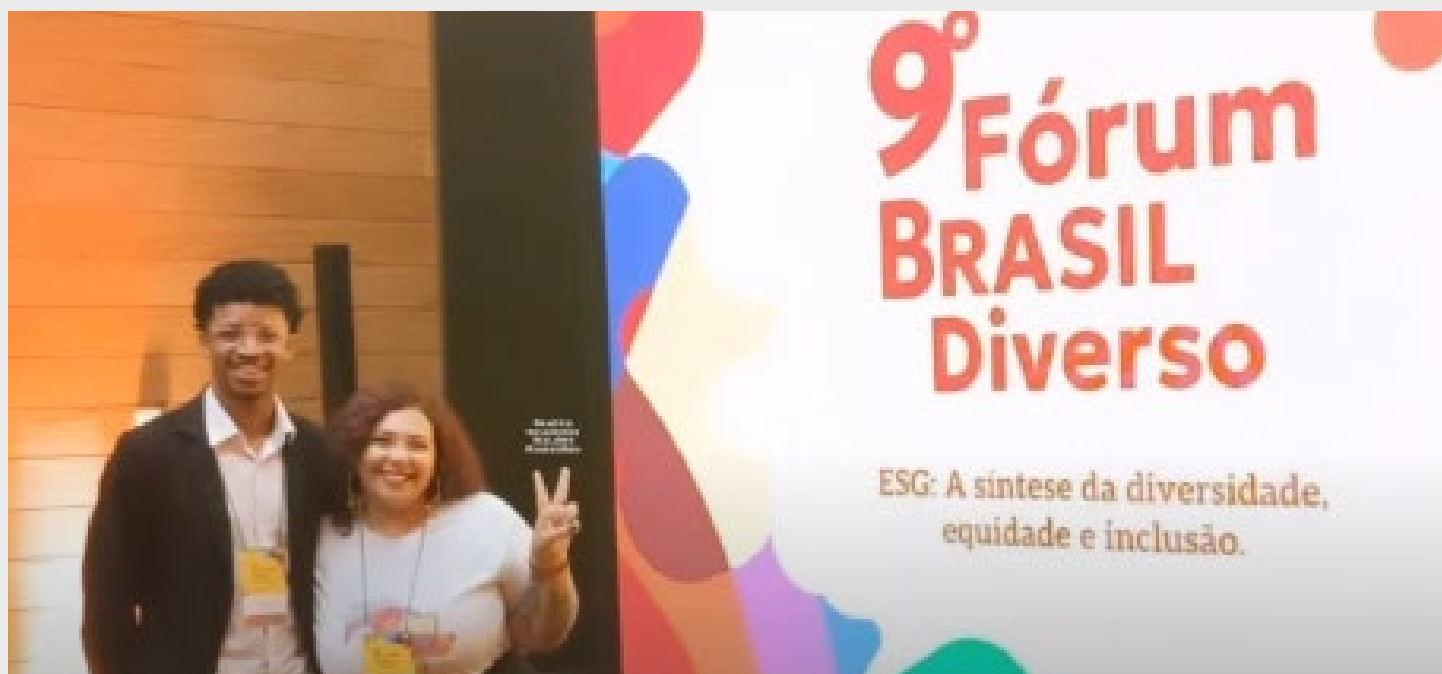 9º Fórum
BRASIL
Diverso
ESG: A síntese da diversidade,
equidade e inclusão.